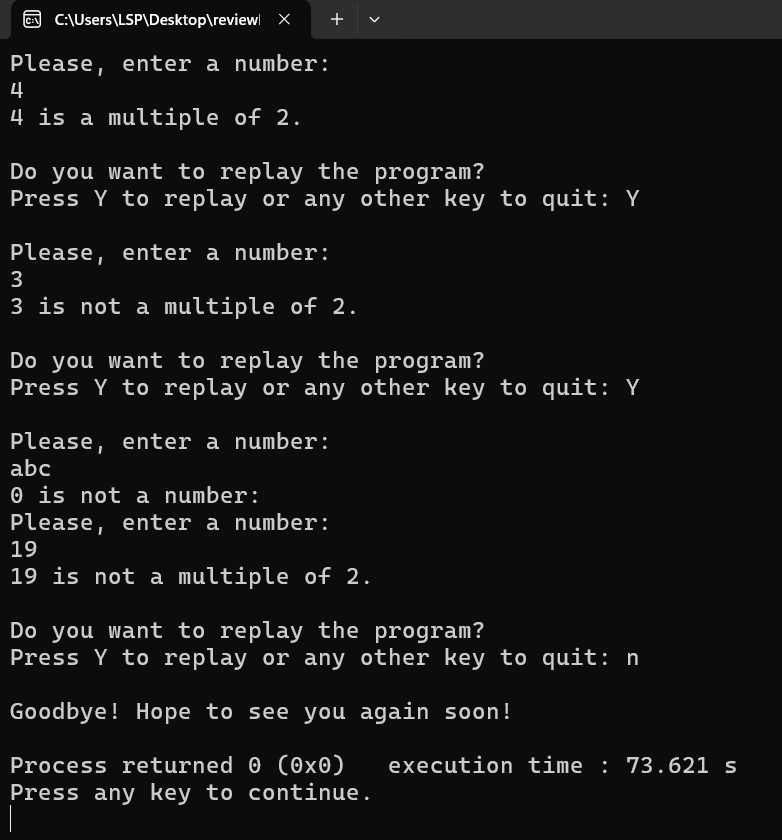 C:\Users\LSP\Desktop\review
Please, enter a number:
4
4 is a multiple of 2.
Do you want to replay the program?
Press Y to replay or any other key to quit: Y
Please, enter a number:
3
3 is not a multiple of 2.
Do you want to replay the program?
Press Y to replay or any other key to quit: Y
Please, enter a number:
abc
0 is not a number:
Please, enter a number:
19
19 is not a multiple of 2.
Do you want to replay the program?
Press Y to replay or any other key to quit: n
Goodbye! Hope to see you again soon!
Process returned 0 (0x0)   execution time : 73.621 s
Press any key to continue.